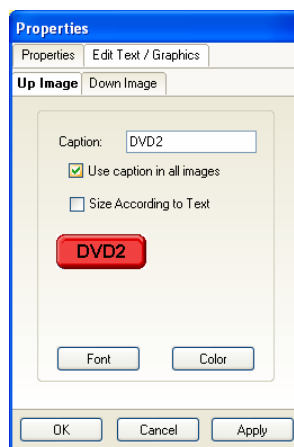 Properties
Properties Edit Text / Graphics
Up Image Down Image
Caption: DVD2
Use caption in all images
Size According to Text
DVD2
Font Color
OK Cancel Apply